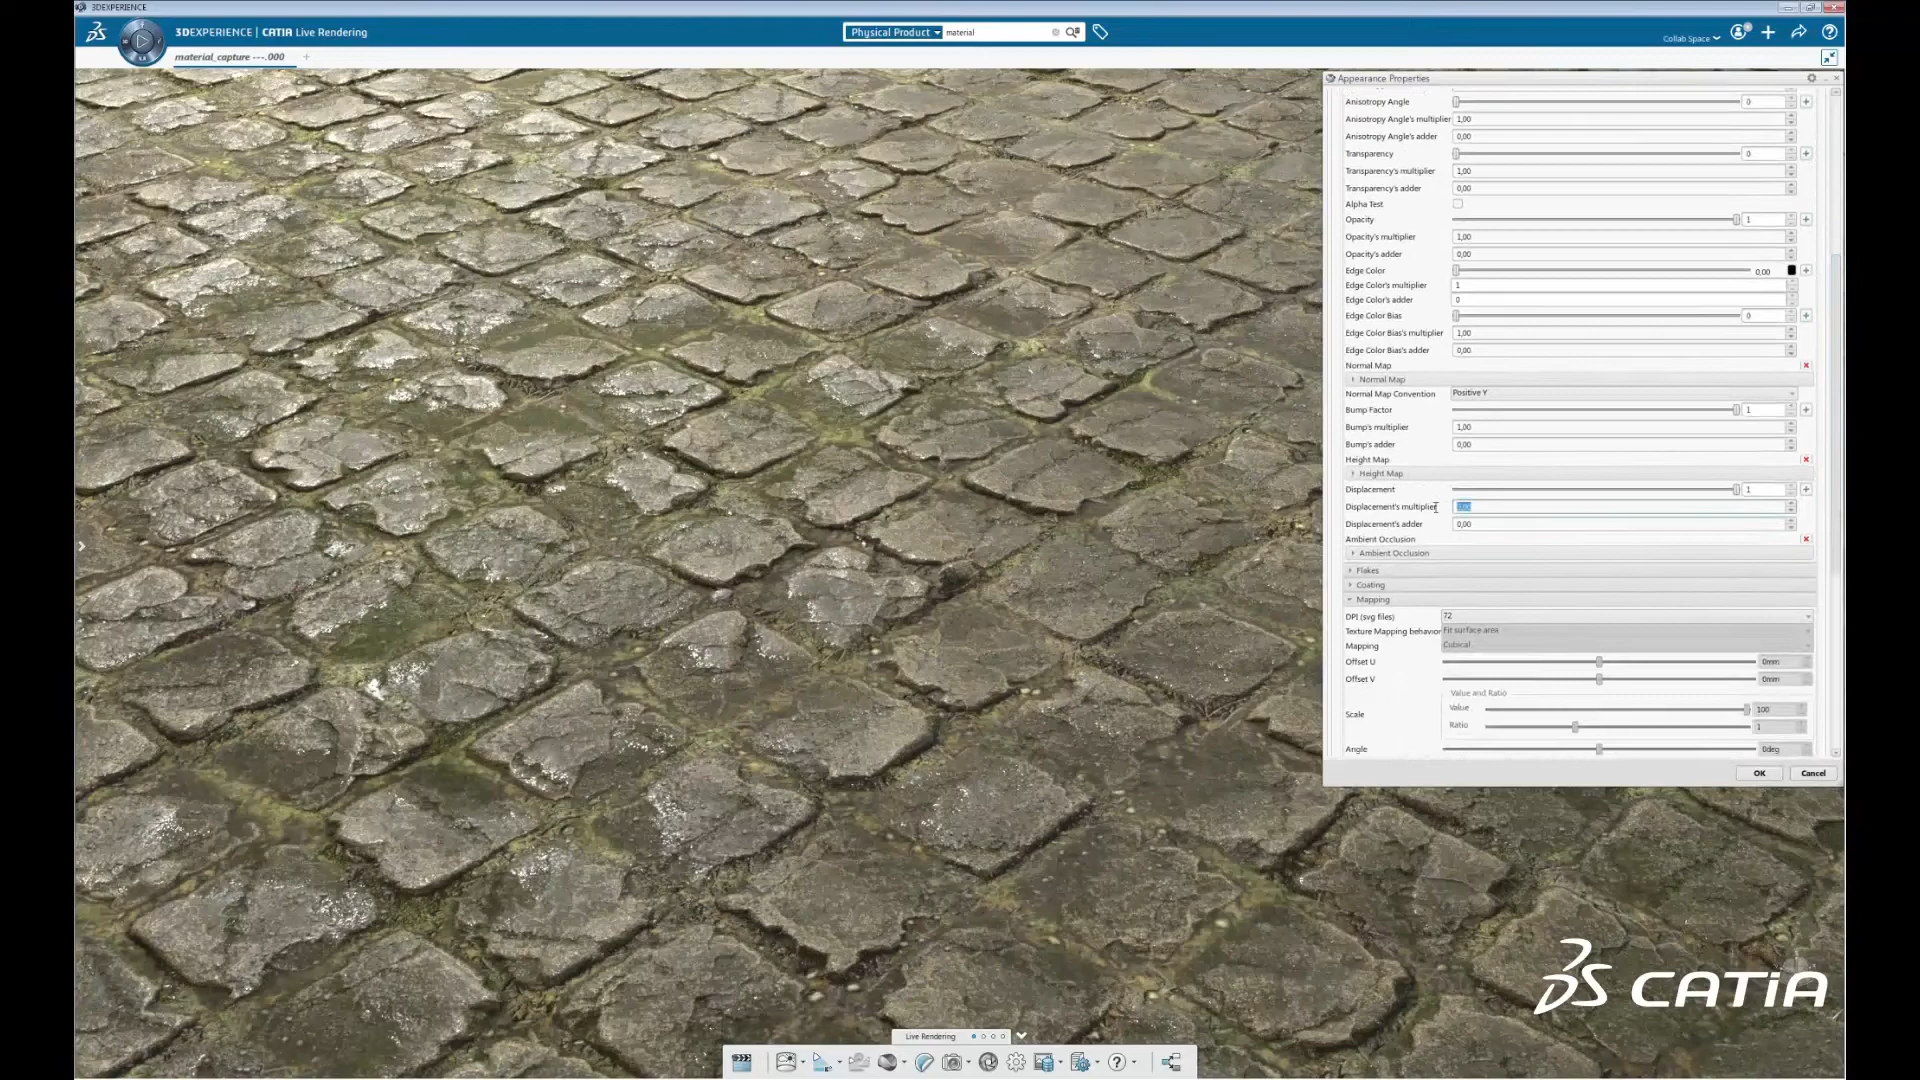 3DEXPERIENCE
3DEXPERIENCE | CATIA Live Rendering
Physical Product
material
Collab Space
material_capture ---.000
Appearance Properties
Anisotropy Angle 0
Anisotropy Angle's multiplier 1,00
Anisotropy Angle's adder 0,00
Transparency 0
Transparency's multiplier 1,00
Transparency's adder 0,00
Alpha Test
Opacity 1
Opacity's multiplier 1,00
Opacity's adder 0,00
Edge Color 0,00
Edge Color's multiplier 1
Edge Color's adder 0
Edge Color Bias 0
Edge Color Bias's multiplier 1,00
Edge Color Bias's adder 0,00
Normal Map
Normal Map
Normal Map Convention Positive Y
Bump Factor 1
Bump's multiplier 1,00
Bump's adder 0,00
Height Map
Height Map
Displacement 1
Displacement's multiplier
Displacement's adder 0,00
Ambient Occlusion
Ambient Occlusion
Flakes
Coating
Mapping
DPI (svg files) 72
Texture Mapping behavior Fit surface area
Mapping Cubical
Offset U 0mm
Offset V 0mm
Value and Ratio
Scale
Value 100
Ratio 1
Angle 0deg
OK Cancel
CATIA
Live Rendering